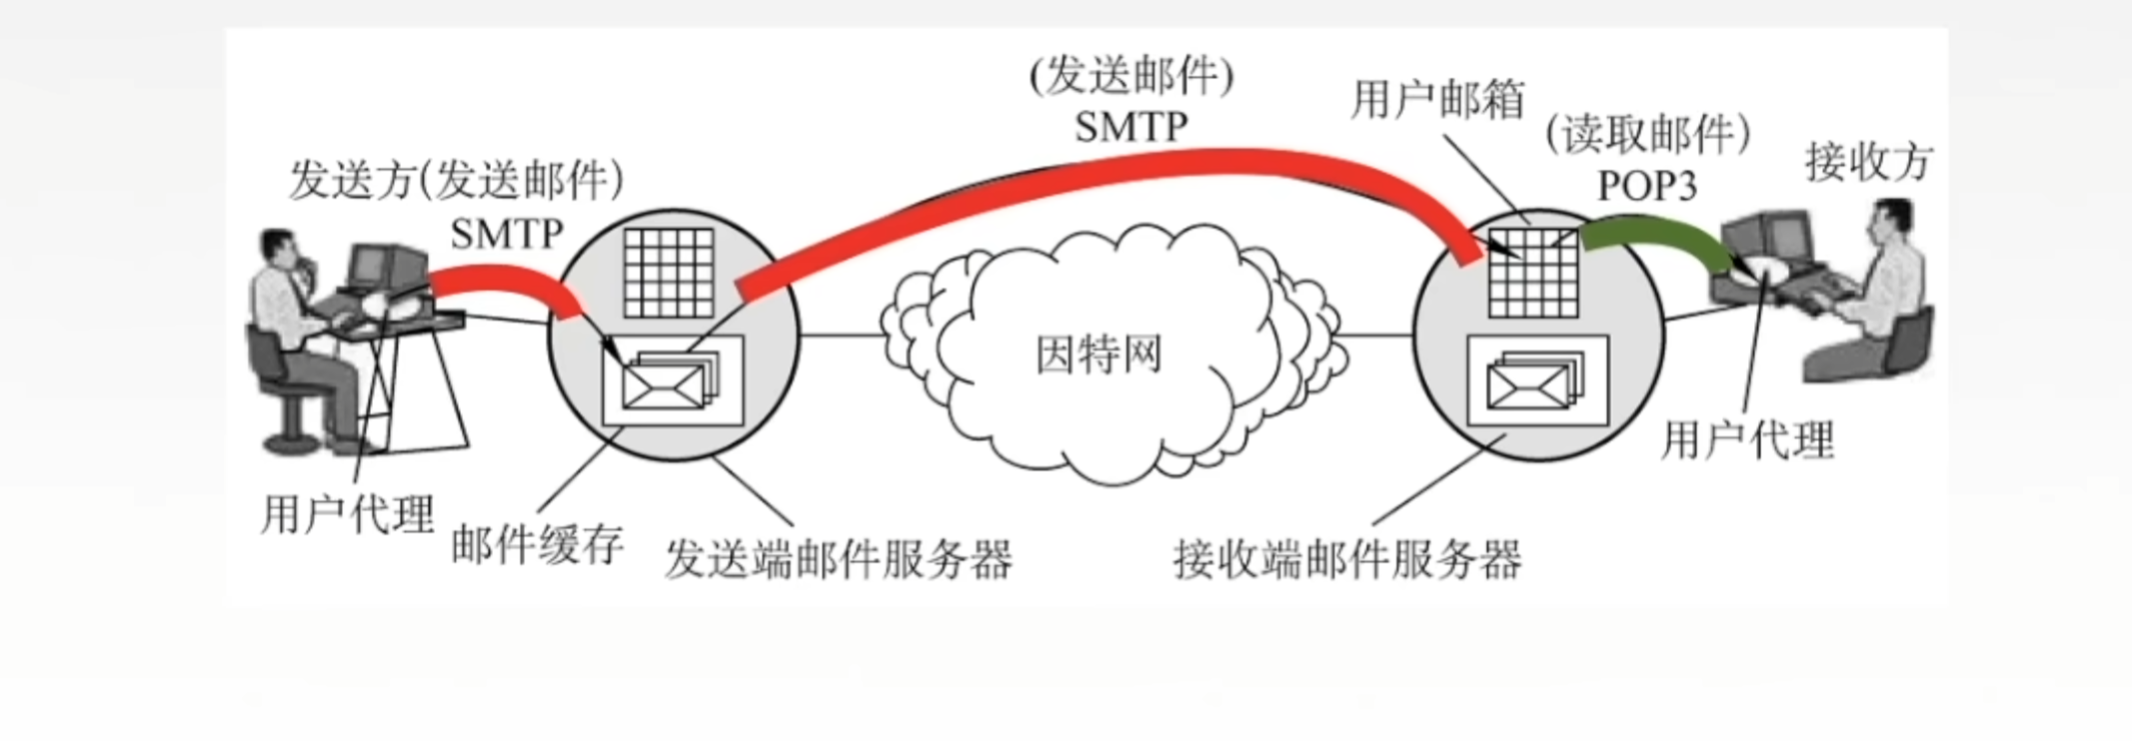 (发送邮件)
SMTP
用户邮箱
(读取邮件)
POP3
接收方
发送方(发送邮件)
SMTP
因特网
用户代理
用户代理
邮件缓存
发送端邮件服务器
接收端邮件服务器